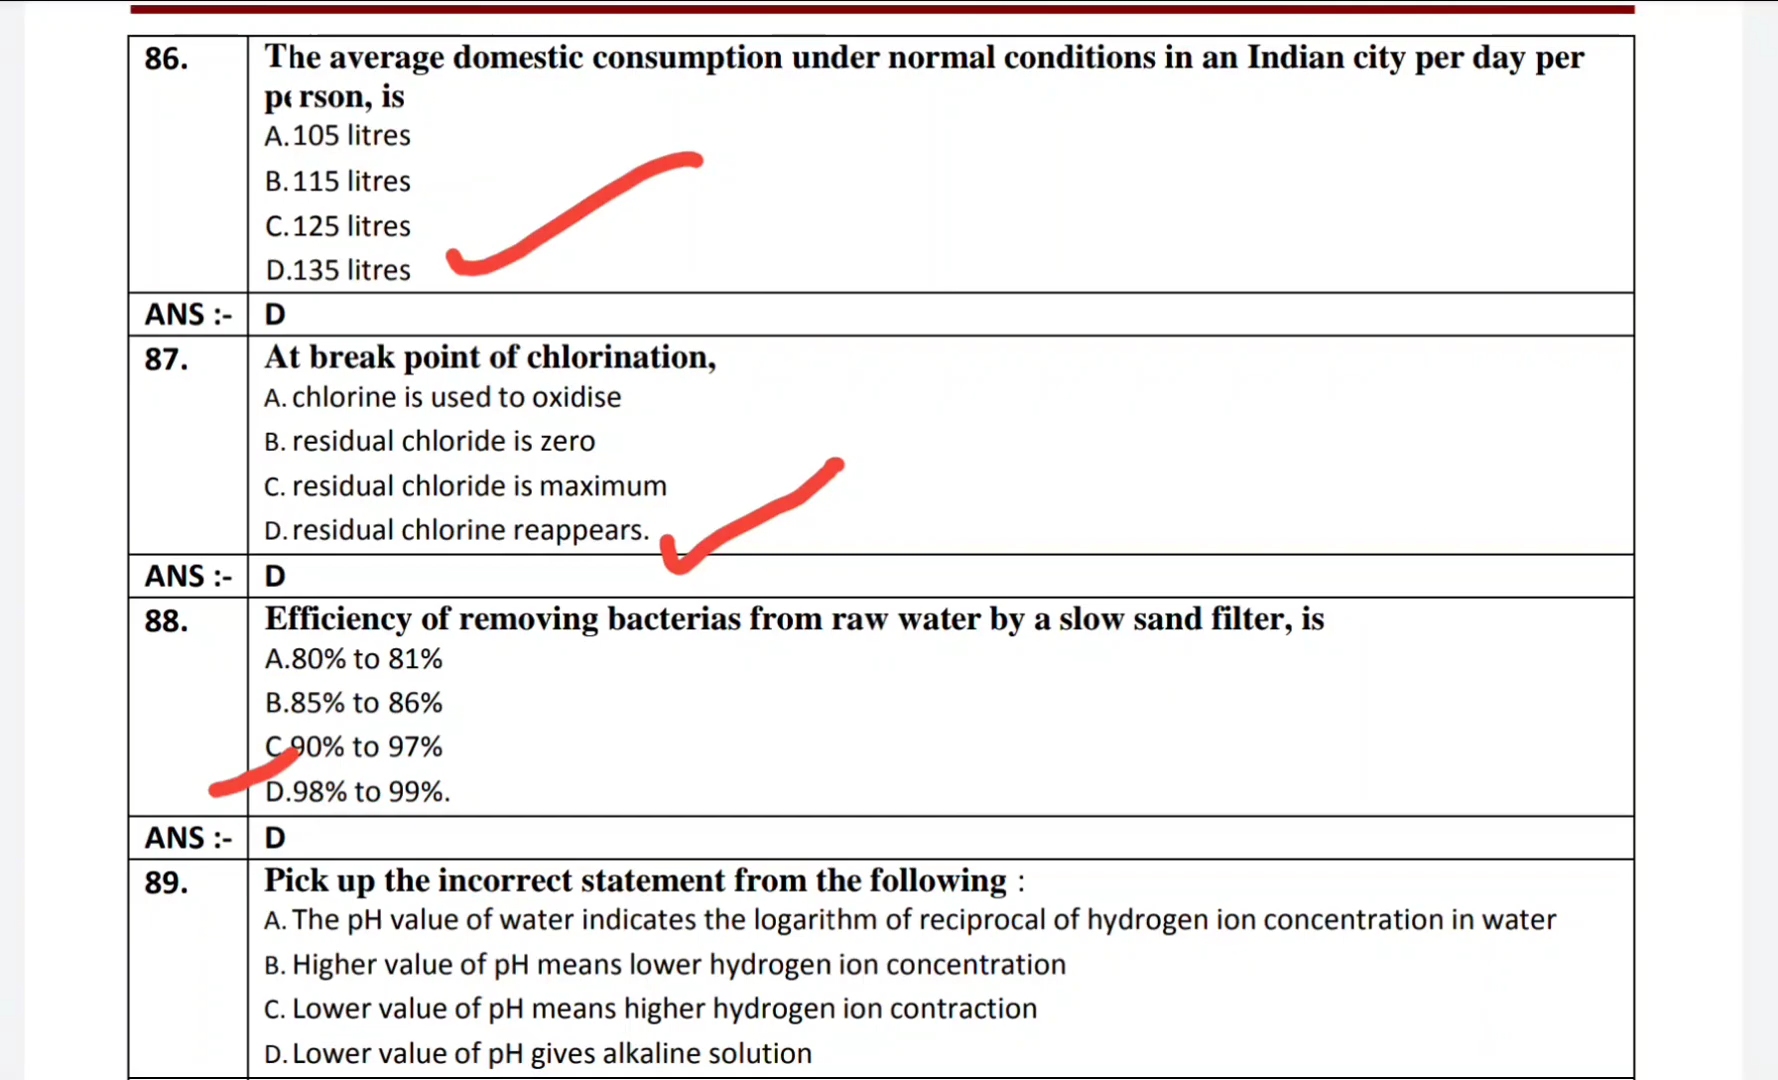 86.
The average domestic consumption under normal conditions in an Indian city per day per
person, is
A.105 litres
B.115 litres
C.125 litres
D.135 litres
ANS :- D
87.
At break point of chlorination,
A. chlorine is used to oxidise
B. residual chloride is zero
C. residual chloride is maximum
D. residual chlorine reappears.
ANS :- D
88.
Efficiency of removing bacterias from raw water by a slow sand filter, is
A.80% to 81%
B.85% to 86%
C.90% to 97%
D.98% to 99%.
ANS :- D
89.
Pick up the incorrect statement from the following :
A. The pH value of water indicates the logarithm of reciprocal of hydrogen ion concentration in water
B. Higher value of pH means lower hydrogen ion concentration
C. Lower value of pH means higher hydrogen ion contraction
D. Lower value of pH gives alkaline solution